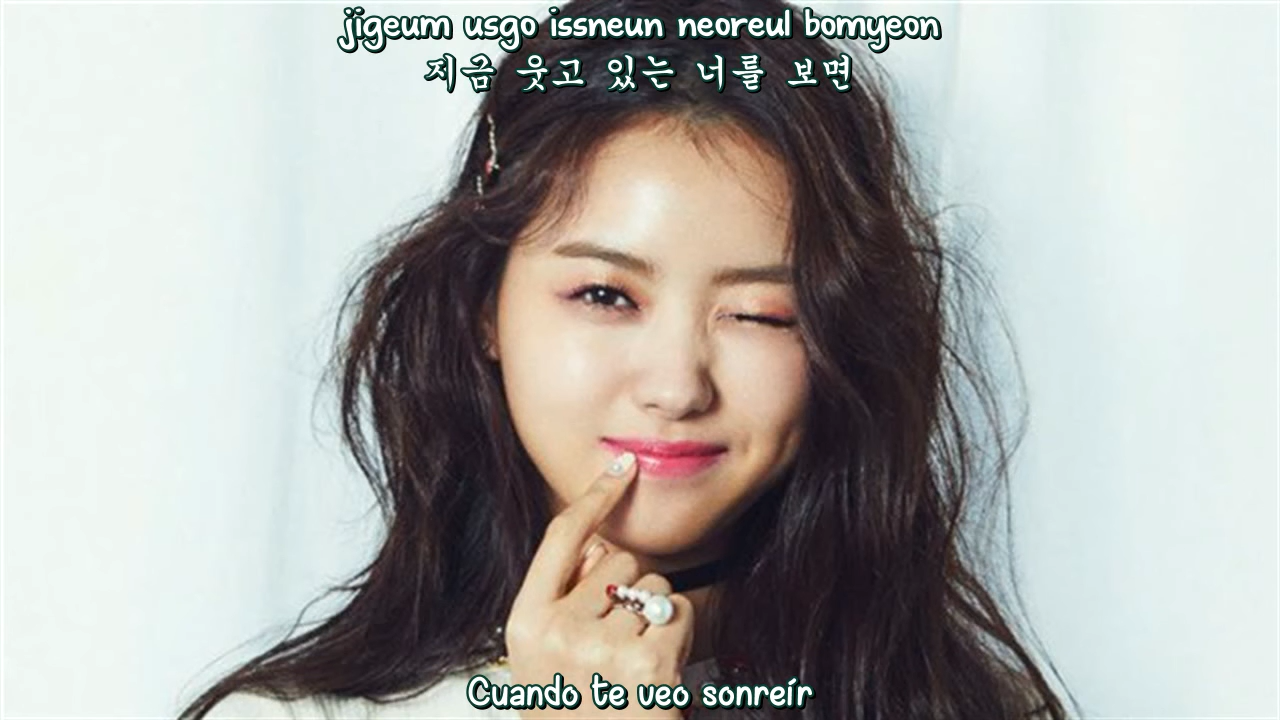 jigeum usgo issneun neoreul bomyeon
지금 웃고 있는 너를 보면
Cuando te veo sonreír